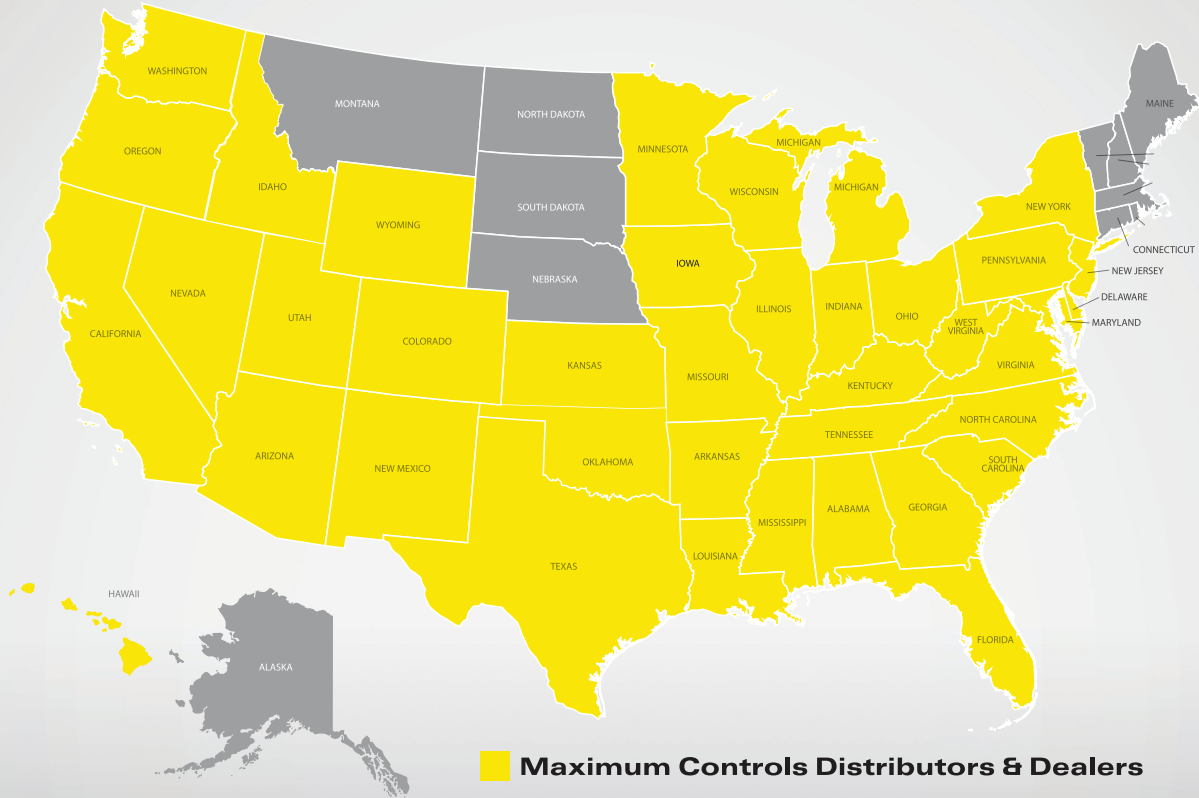 WASHINGTON
MONTANA
NORTH DAKOTA
MAINE
OREGON
MINNESOTA
MICHIGAN
IDAHO
WISCONSIN
MICHIGAN
SOUTH DAKOTA
NEW YORK
WYOMING
CONNECTICUT
IOWA
PENNSYLVANIA
NEW JERSEY
NEBRASKA
NEVADA
DELAWARE
ILLINOIS
INDIANA
OHIO
UTAH
WEST
VIRGINIA
MARYLAND
CALIFORNIA
COLORADO
KANSAS
VIRGINIA
MISSOURI
KENTUCKY
NORTH CAROLINA
TENNESSEE
ARIZONA
NEW MEXICO
OKLAHOMA
ARKANSAS
SOUTH
CAROLINA
MISSISSIPPI
ALABAMA
GEORGIA
LOUISIANA
TEXAS
HAWAII
FLORIDA
ALASKA
Maximum Controls Distributors & Dealers